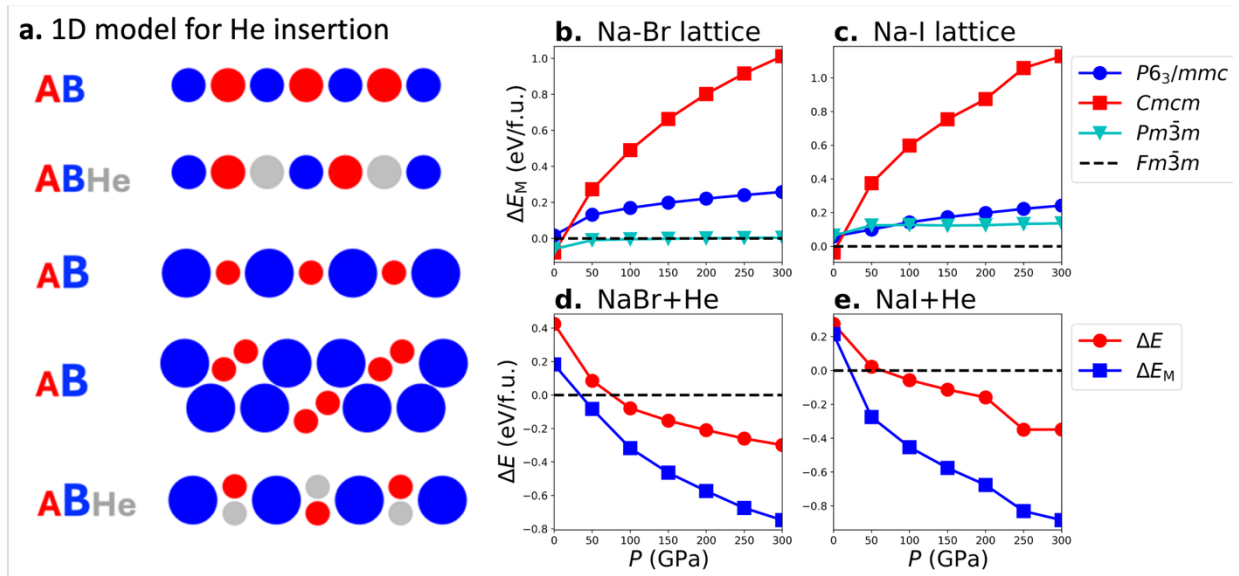 a. 1D model for He insertion
AB
ABHe
AB
AB
ABHe
b. Na-Br lattice
ΔE_M (eV/f.u.)
1.0
0.8
0.6
0.4
0.2
0.0
0 50 100 150 200 250 300
c. Na-I lattice
1.0
0.8
0.6
0.4
0.2
0.0
0 50 100 150 200 250 300
P6₃/mmc
Cmcm
Pm3̄m
Fm3̄m
d. NaBr+He
ΔE (eV/f.u.)
0.4
0.2
0.0
−0.2
−0.4
−0.6
−0.8
0 50 100 150 200 250 300
P (GPa)
e. NaI+He
0.2
0.0
−0.2
−0.4
−0.6
−0.8
0 50 100 150 200 250 300
P (GPa)
ΔE
ΔE_M